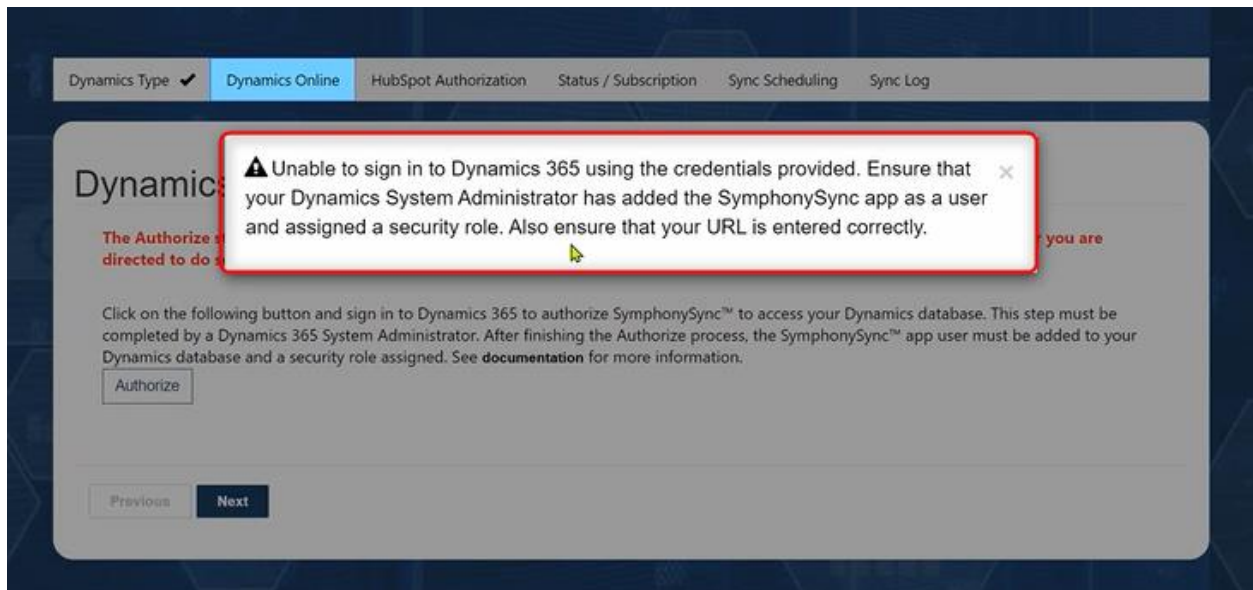 Dynamics Type ✔ Dynamics Online HubSpot Authorization Status / Subscription Sync Scheduling Sync Log
Unable to sign in to Dynamics 365 using the credentials provided. Ensure that ×
your Dynamics System Administrator has added the SymphonySync app as a user
and assigned a security role. Also ensure that your URL is entered correctly.
Dynamic
The Authorize you are
directed to do
Click on the following button and sign in to Dynamics 365 to authorize SymphonySync™ to access your Dynamics database. This step must be
completed by a Dynamics 365 System Administrator. After finishing the Authorize process, the SymphonySync™ app user must be added to your
Dynamics database and a security role assigned. See documentation for more information.
Authorize
Previous Next